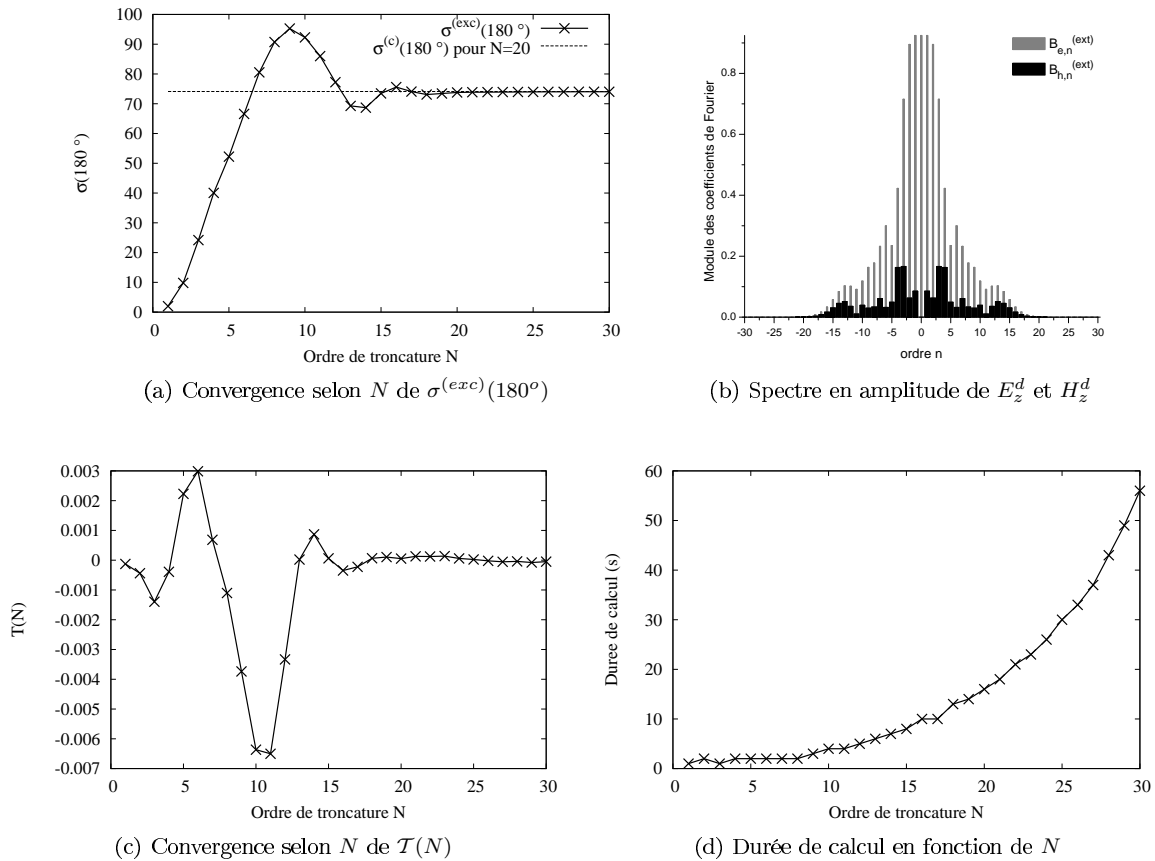 100
90
80
70
60
50
40
30
20
10
0
σ(180 °)
σ(exc)(180 °)
σ(c)(180 °) pour N=20
0 5 10 15 20 25 30
Ordre de troncature N
(a) Convergence selon N de σ(exc)(180o)
0.8
0.6
0.4
0.2
0.0
Module des coefficients de Fourier
Be,n(ext)
Bh,n(ext)
-30 -25 -20 -15 -10 -5 0 5 10 15 20 25 30
ordre n
(b) Spectre en amplitude de Ezd et Hzd
0.003
0.002
0.001
0
-0.001
-0.002
-0.003
-0.004
-0.005
-0.006
-0.007
T(N)
0 5 10 15 20 25 30
Ordre de troncature N
(c) Convergence selon N de T(N)
60
50
40
30
20
10
0
Duree de calcul (s)
0 5 10 15 20 25 30
Ordre de troncature N
(d) Durée de calcul en fonction de N